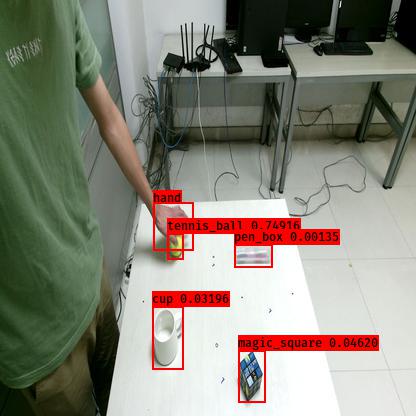 hand
tennis_ball 0.74916
pen_box 0.00135
cup 0.03196
magic_square 0.04620